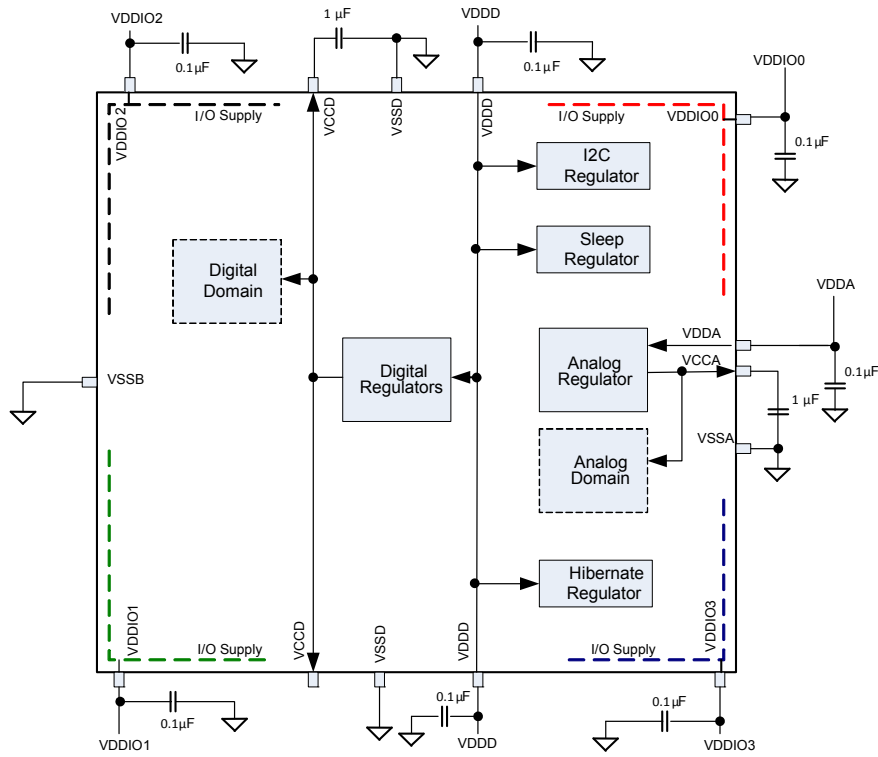 VDDIO2
0.1µF
1 µF
VDDD
0.1µF
VDDIO0
0.1µF
VDDIO2
I/O Supply
VCCD
VSSD
VDDD
I/O Supply
VDDIO0
I2C
Regulator
Sleep
Regulator
Digital
Domain
VDDA
VDDA
Digital
Regulators
Analog
Regulator
VCCA
0.1µF
1 µF
VSSB
VSSA
Analog
Domain
Hibernate
Regulator
VDDIO1
I/O Supply
VCCD
VSSD
VDDD
I/O Supply
VDDIO3
0.1µF
VDDIO1
0.1µF
VDDD
0.1µF
VDDIO3